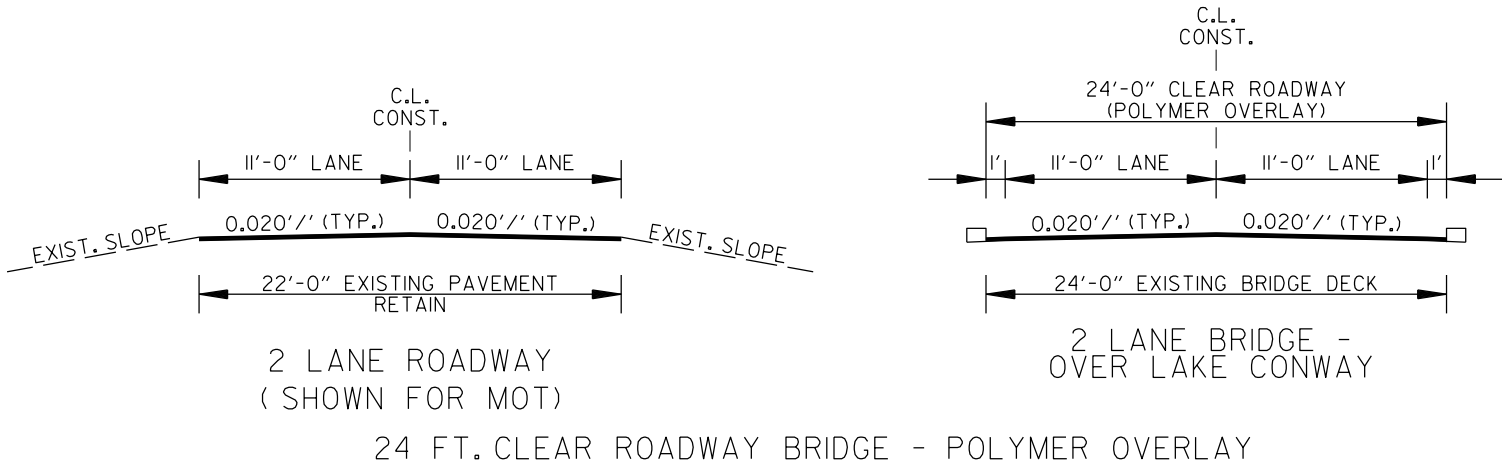 C.L.
CONST.
11'-0" LANE 11'-0" LANE
0.020'/' (TYP.) 0.020'/' (TYP.)
EXIST. SLOPE
EXIST. SLOPE
22'-0" EXISTING PAVEMENT
RETAIN
2 LANE ROADWAY
(SHOWN FOR MOT)
C.L.
CONST.
24'-0" CLEAR ROADWAY
(POLYMER OVERLAY)
1' 11'-0" LANE 11'-0" LANE 1'
0.020'/' (TYP.) 0.020'/' (TYP.)
24'-0" EXISTING BRIDGE DECK
2 LANE BRIDGE -
OVER LAKE CONWAY
24 FT. CLEAR ROADWAY BRIDGE - POLYMER OVERLAY